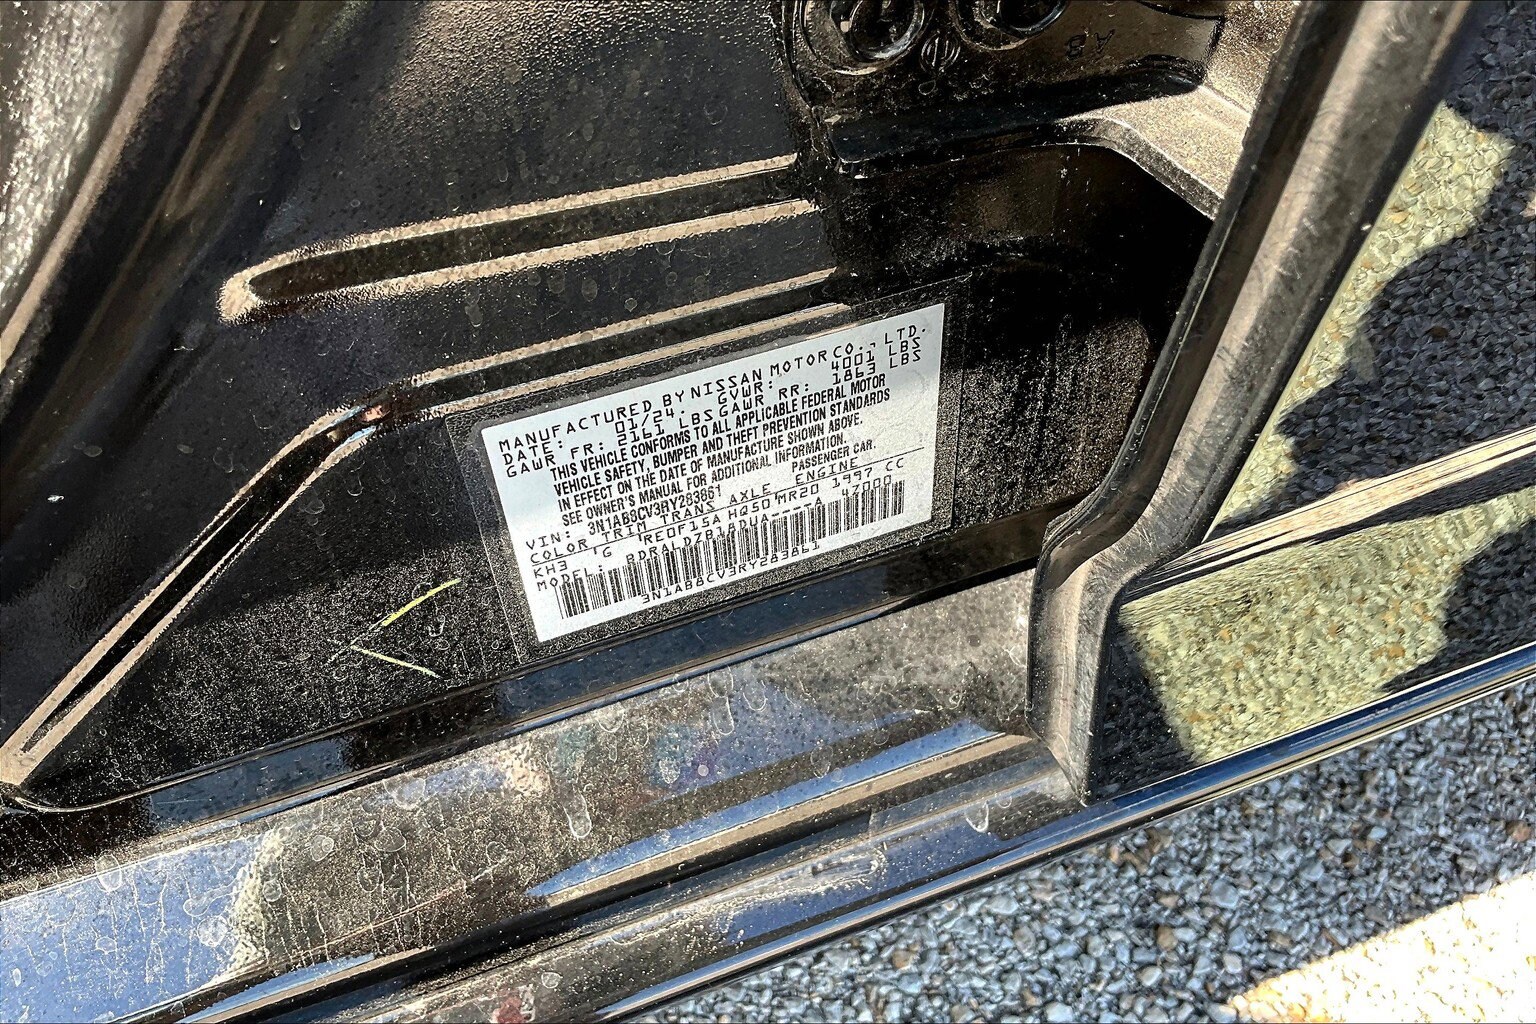 MANUFACTURED BY NISSAN MOTOR CO., LTD.
DATE: 01/24. GVWR: 4001 LBS
GAWR FR: 2161 LBS GAWR RR: 1863 LBS
THIS VEHICLE CONFORMS TO ALL APPLICABLE FEDERAL MOTOR
VEHICLE SAFETY, BUMPER AND THEFT PREVENTION STANDARDS
IN EFFECT ON THE DATE OF MANUFACTURE SHOWN ABOVE.
SEE OWNER'S MANUAL FOR ADDITIONAL INFORMATION.
VIN: 3N1AB8CV3RY283861 PASSENGER CAR.
COLOR TRIM TRANS AXLE ENGINE
KH3 G RE0F15A HQ50 MR20 1997 CC
MODEL: BDRALDZB18DUA----A 47000
3N1AB8CV3RY283861